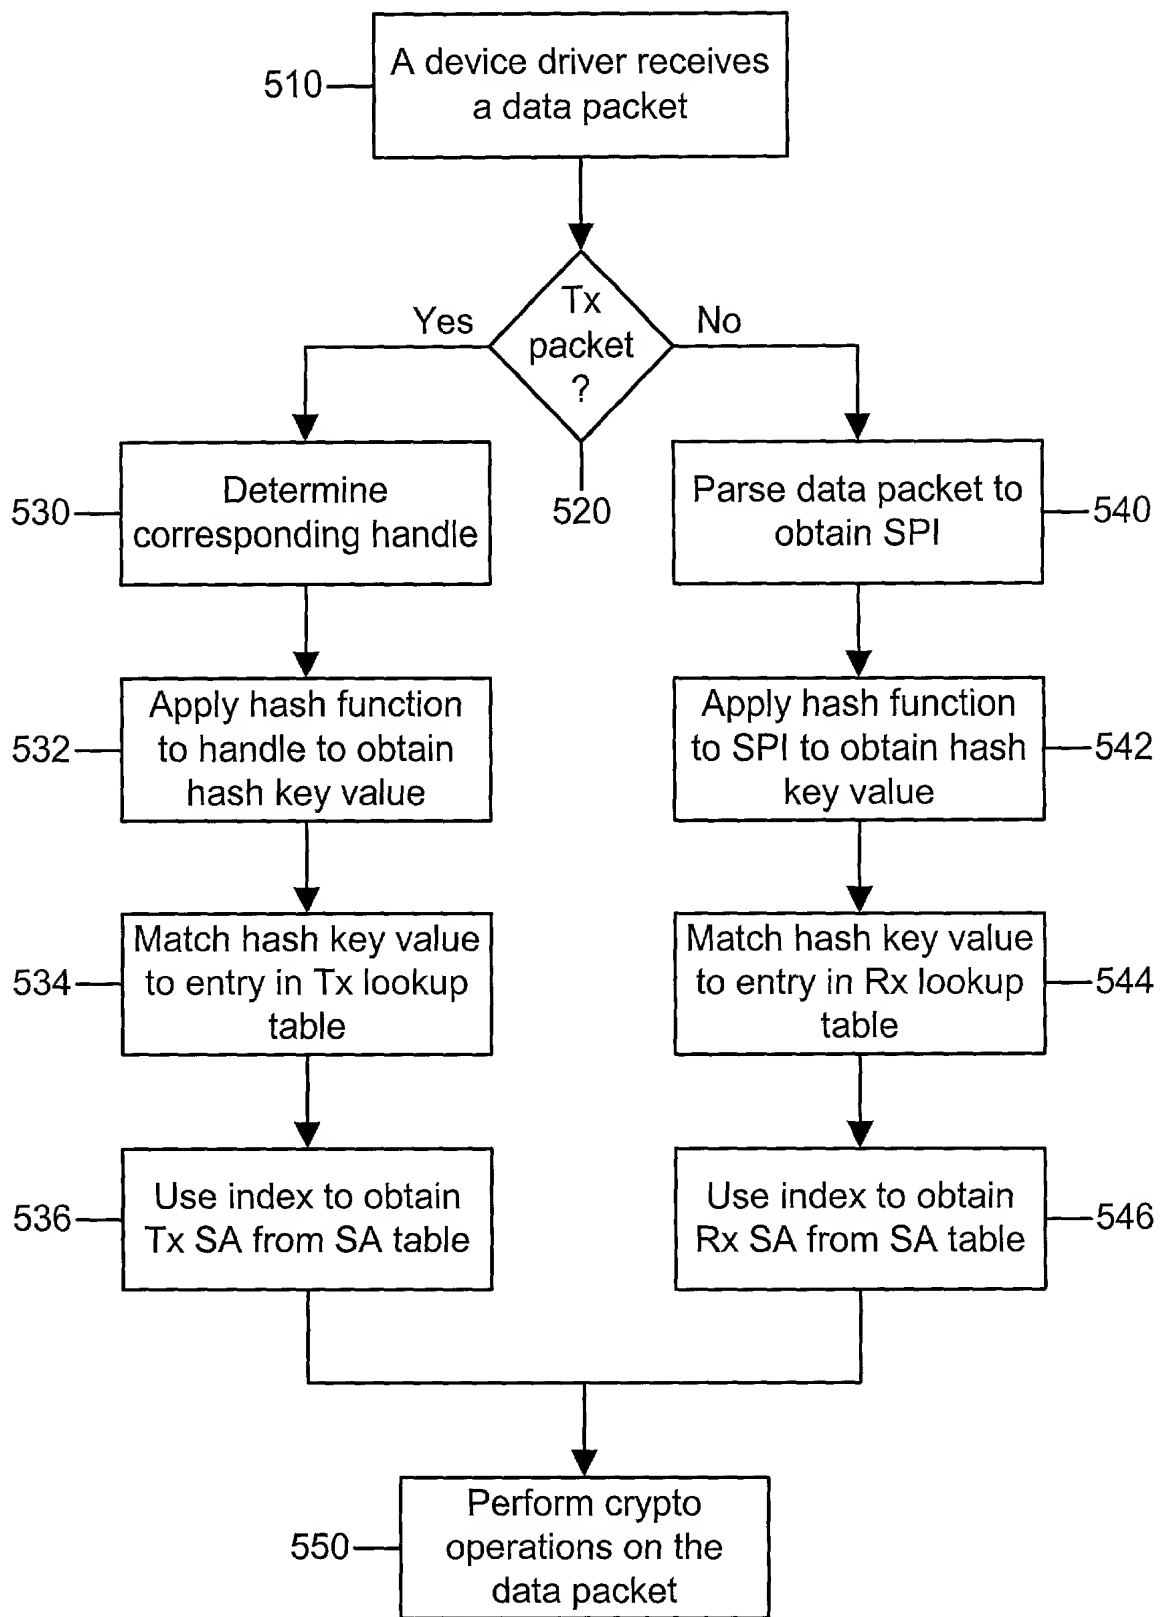 A device driver receives
a data packet
510
Tx
packet
?
Yes
No
520
Determine
corresponding handle
530
Parse data packet to
obtain SPI
540
Apply hash function
to handle to obtain
hash key value
532
Apply hash function
to SPI to obtain hash
key value
542
Match hash key value
to entry in Tx lookup
table
534
Match hash key value
to entry in Rx lookup
table
544
Use index to obtain
Tx SA from SA table
536
Use index to obtain
Rx SA from SA table
546
Perform crypto
operations on the
data packet
550